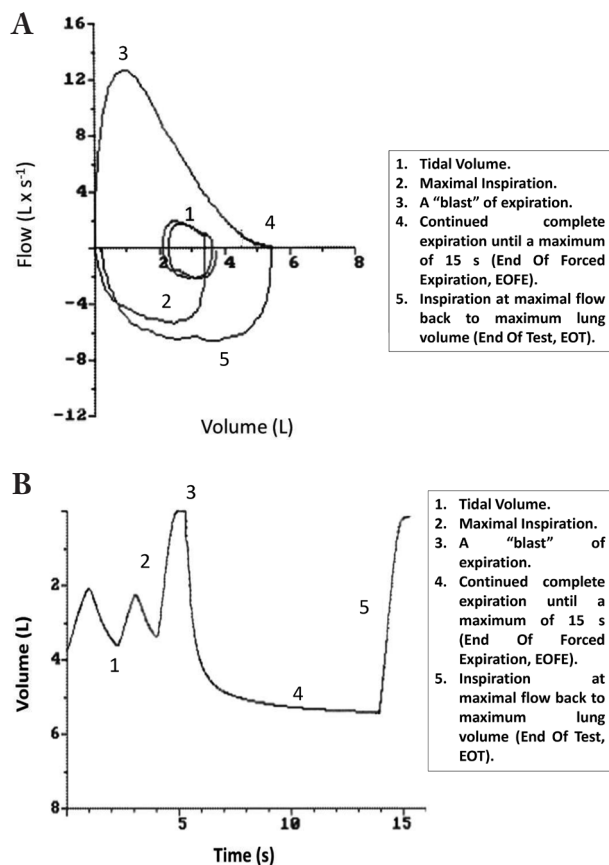 A
3
16
12
8
4
0
-4
-8
-12
1
4
2
5
2
4
6
8
Flow (L x s-1)
Volume (L)
1. Tidal Volume.
2. Maximal Inspiration.
3. A “blast” of expiration.
4. Continued complete
expiration until a maximum
of 15 s (End Of Forced
Expiration, EOFE).
5. Inspiration at maximal flow
back to maximum lung
volume (End Of Test, EOT).
B
3
2
1
4
5
2
4
6
8
0
5
10
15
Volume (L)
Time (s)
1. Tidal Volume.
2. Maximal Inspiration.
3. A “blast” of
expiration.
4. Continued complete
expiration until a
maximum of 15 s
(End Of Forced
Expiration, EOFE).
5. Inspiration at
maximal flow back to
maximum lung
volume (End Of Test,
EOT).